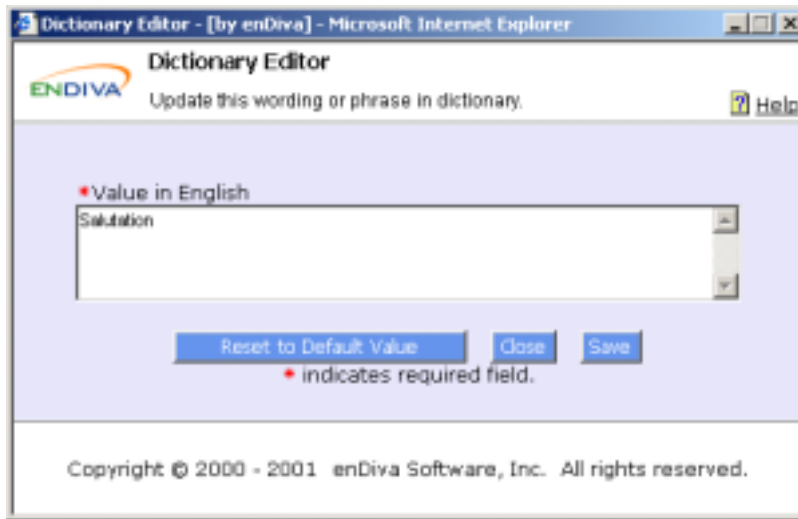 Dictionary Editor - [by enDiva] - Microsoft Internet Explorer
ENDIVA
Dictionary Editor
Update this wording or phrase in dictionary.
? Help
*Value in English
Salutation
Reset to Default Value Close Save
* indicates required field.
Copyright © 2000 - 2001 enDiva Software, Inc. All rights reserved.